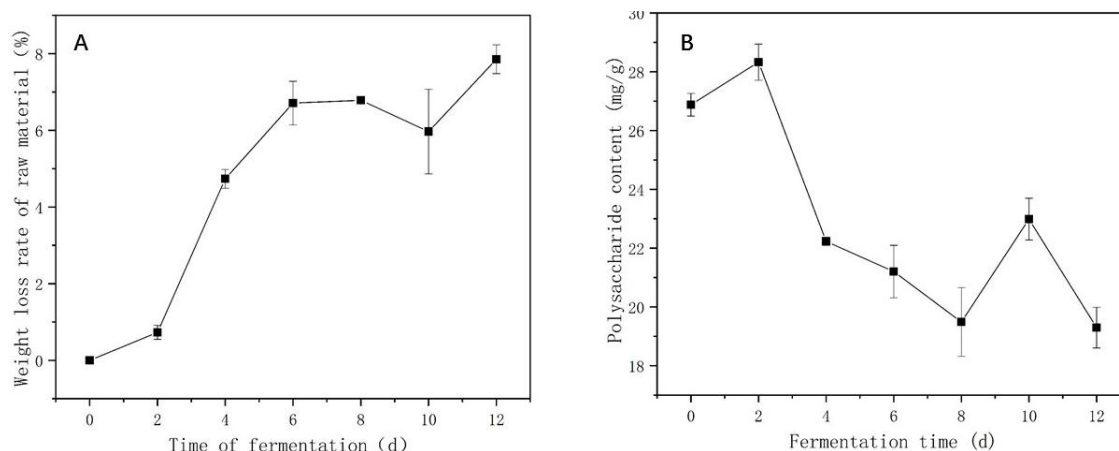 A
Weight loss rate of raw material (%)
8
6
4
2
0
0 2 4 6 8 10 12
Time of fermentation (d)
B
Polysaccharide content (mg/g)
30
28
26
24
22
20
18
0 2 4 6 8 10 12
Fermentation time (d)